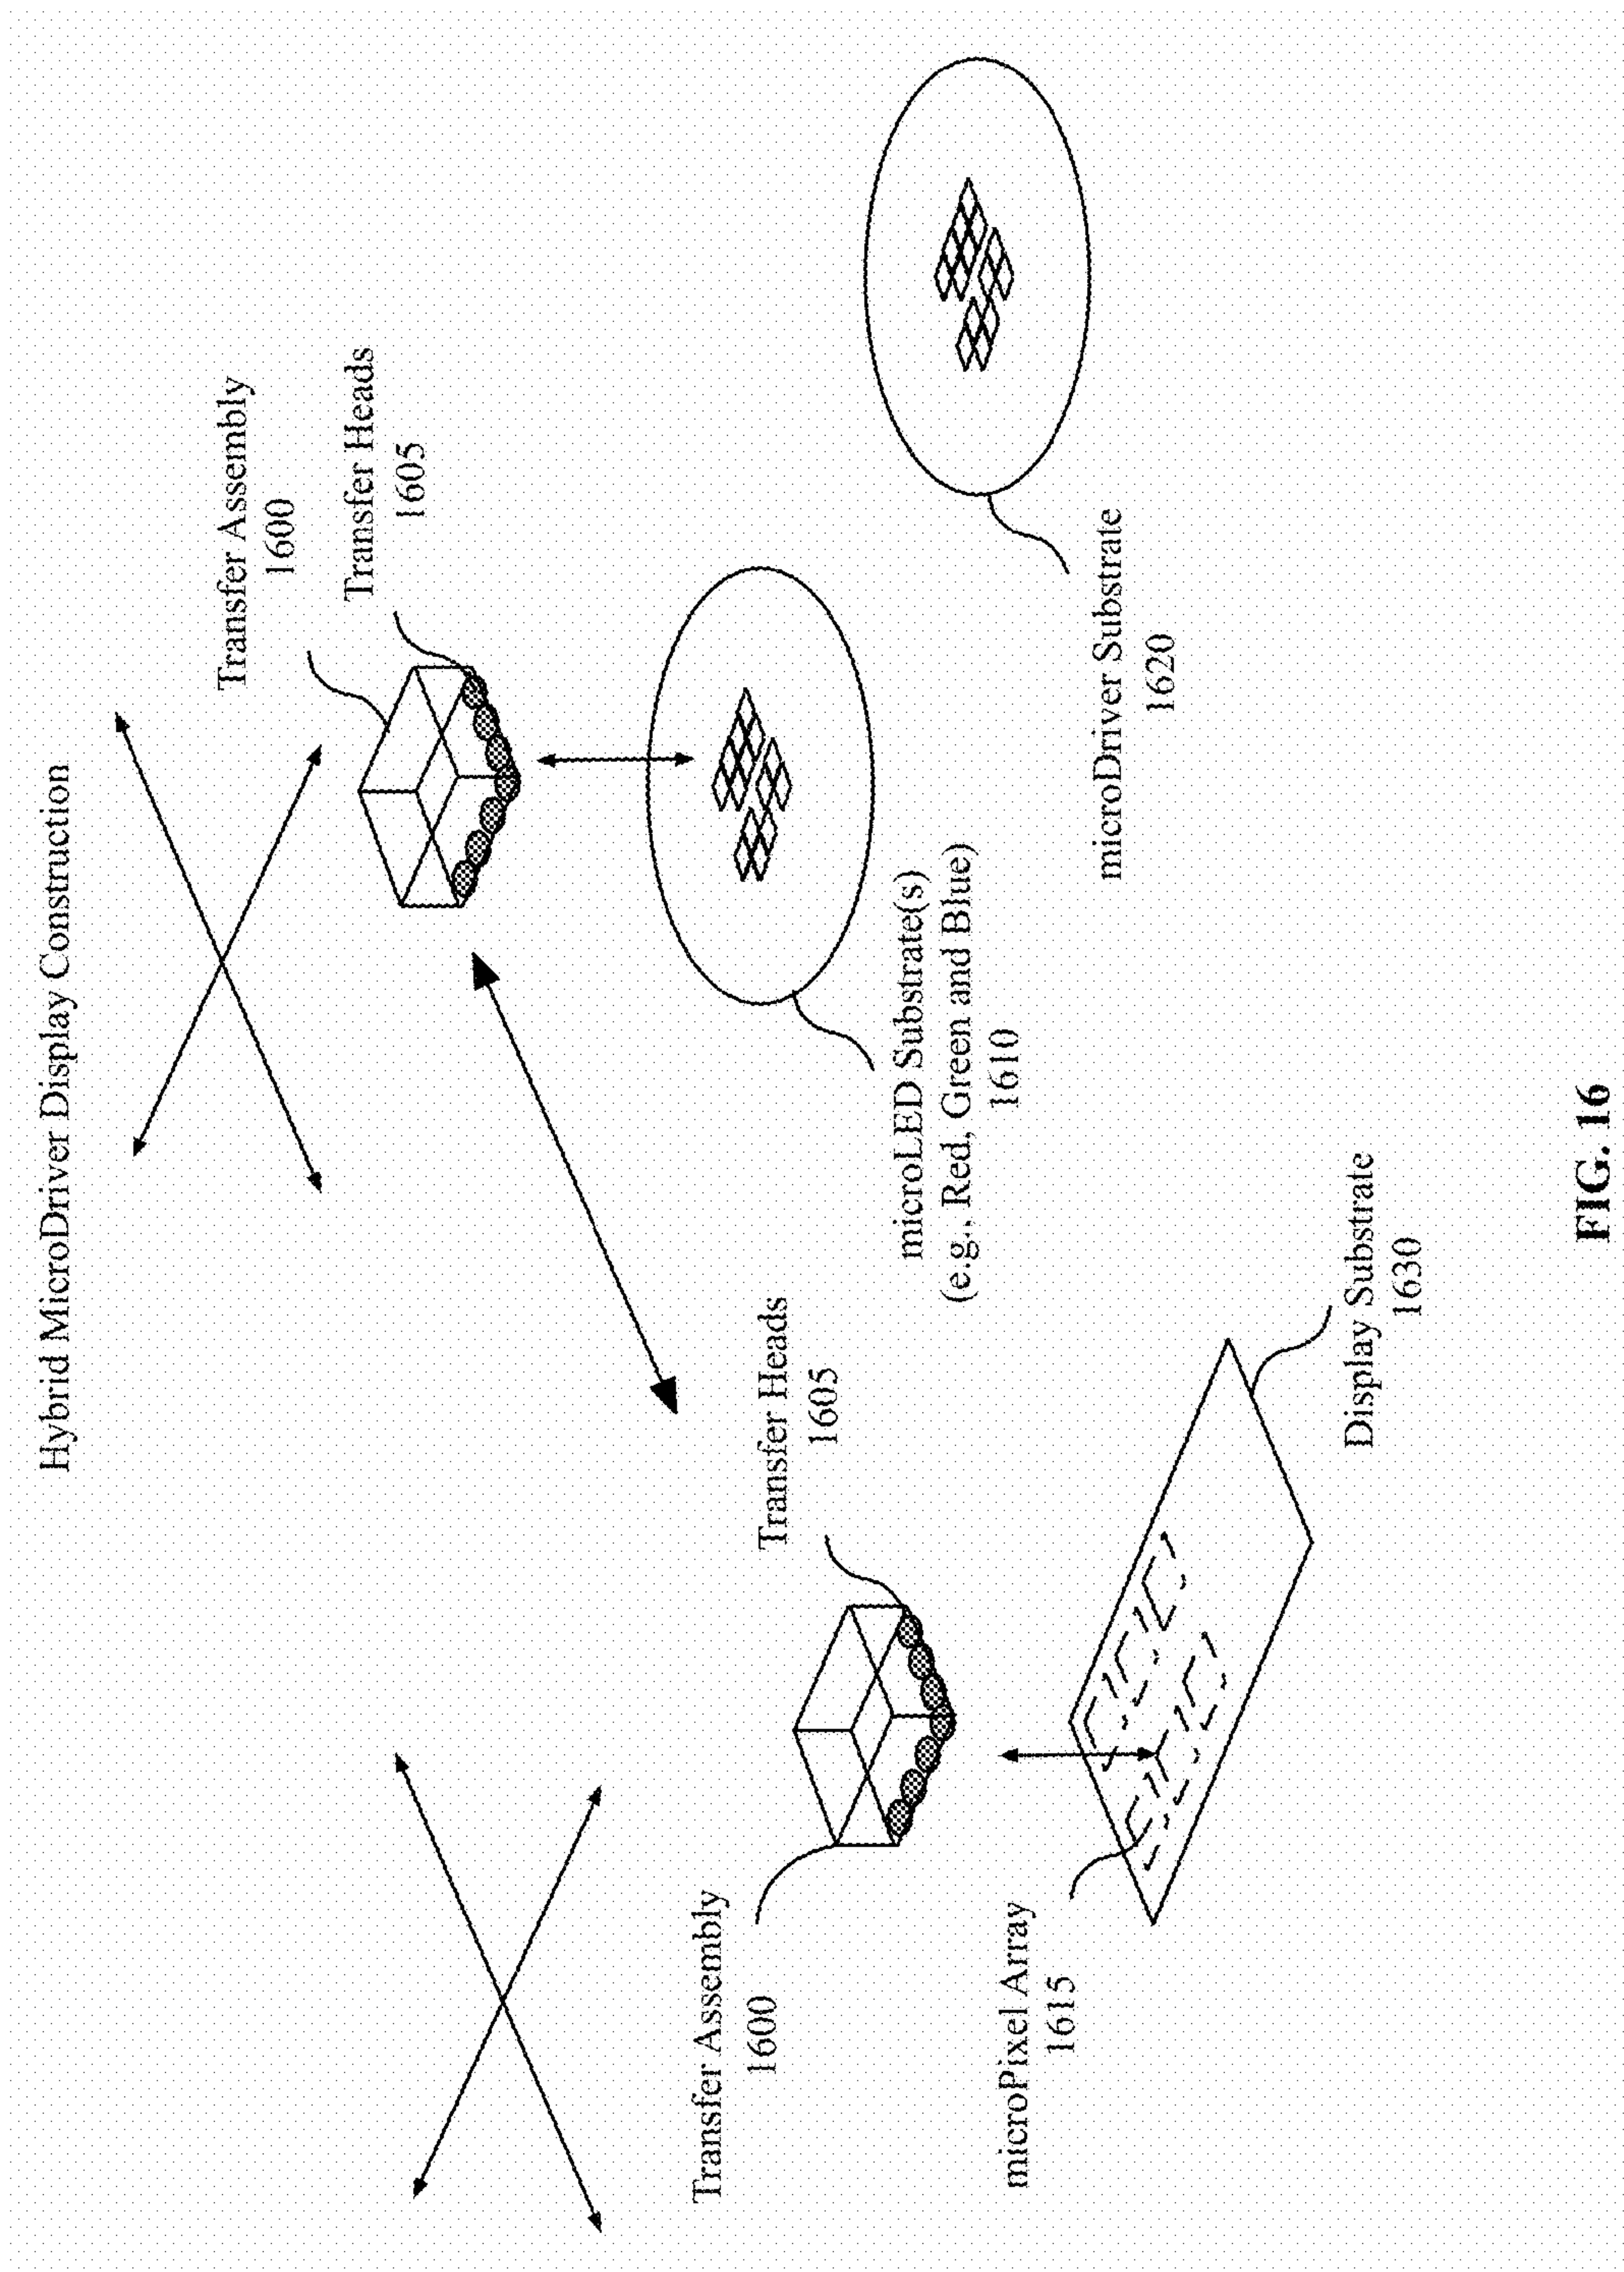 Hybrid MicroDriver Display Construction
Transfer Assembly
1600
Transfer Heads
1605
Transfer Heads
1605
Transfer Assembly
1600
microLED Substrate(s)
(e.g., Red, Green and Blue)
1610
microPixel Array
1615
microDriver Substrate
1620
Display Substrate
1630
FIG. 16